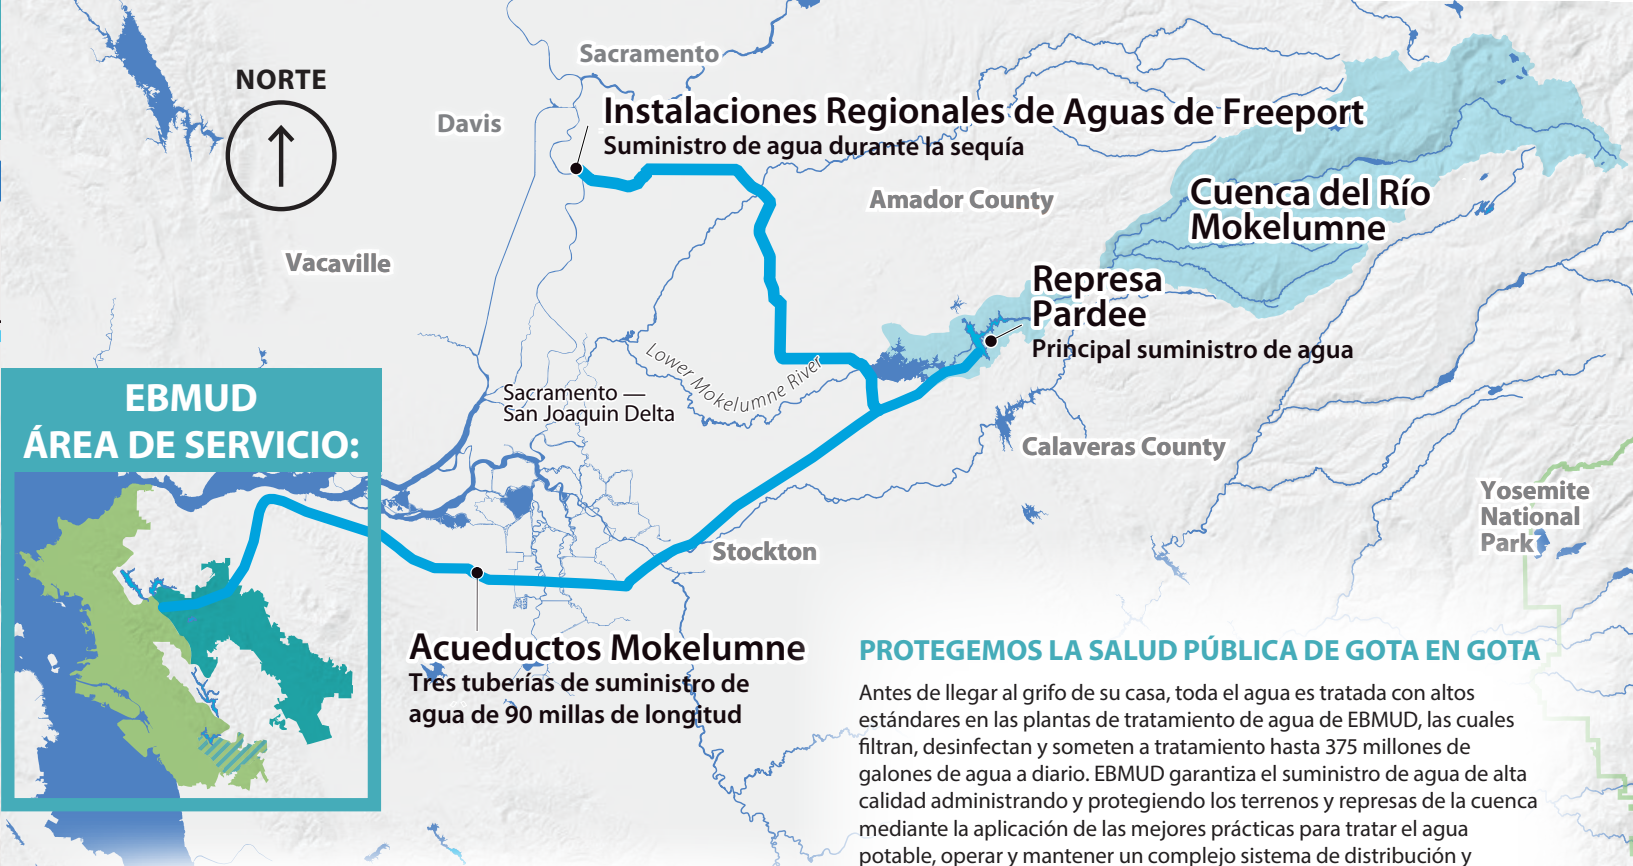 Sacramento
NORTE
Davis
Instalaciones Regionales de Aguas de Freeport
Suministro de agua durante la sequía
Amador County
Cuenca del Río
Mokelumne
Vacaville
Represa
Pardee
Principal suministro de agua
Lower Mokelumne River
Sacramento —
San Joaquin Delta
EBMUD
ÁREA DE SERVICIO:
Calaveras County
Yosemite
National
Park
Stockton
Acueductos Mokelumne
Tres tuberías de suministro de
agua de 90 millas de longitud
PROTEGEMOS LA SALUD PÚBLICA DE GOTA EN GOTA
Antes de llegar al grifo de su casa, toda el agua es tratada con altos
estándares en las plantas de tratamiento de agua de EBMUD, las cuales
filtran, desinfectan y someten a tratamiento hasta 375 millones de
galones de agua a diario. EBMUD garantiza el suministro de agua de alta
calidad administrando y protegiendo los terrenos y represas de la cuenca
mediante la aplicación de las mejores prácticas para tratar el agua
potable, operar y mantener un complejo sistema de distribución y